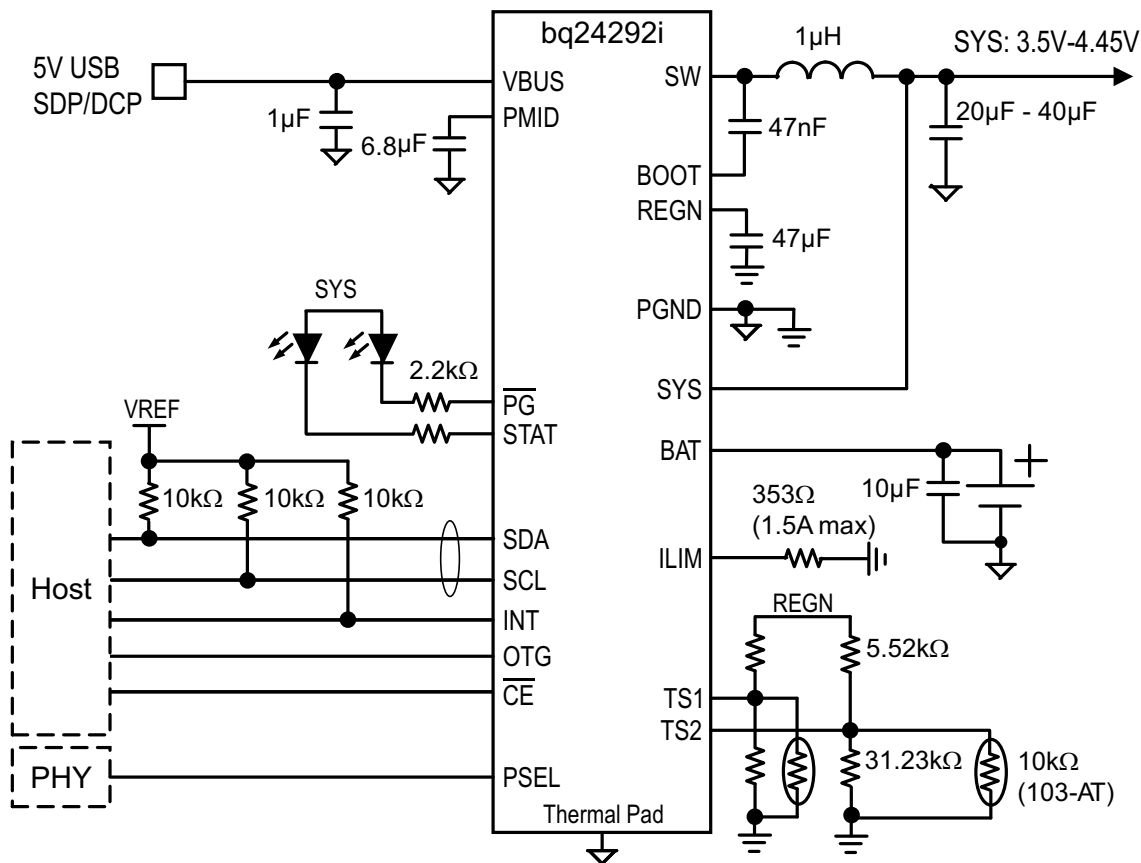 bq24292i
5V USB
SDP/DCP
VBUS
1µF
PMID
6.8µF
SW
1µH
SYS: 3.5V-4.45V
47nF
20µF - 40µF
BOOT
REGN
47µF
PGND
SYS
2.2kΩ
PG
STAT
SYS
VREF
10kΩ
10kΩ
10kΩ
BAT
10µF
353Ω
(1.5A max)
ILIM
Host
SDA
SCL
INT
OTG
CE
REGN
5.52kΩ
TS1
TS2
31.23kΩ
10kΩ
(103-AT)
PHY
PSEL
Thermal Pad